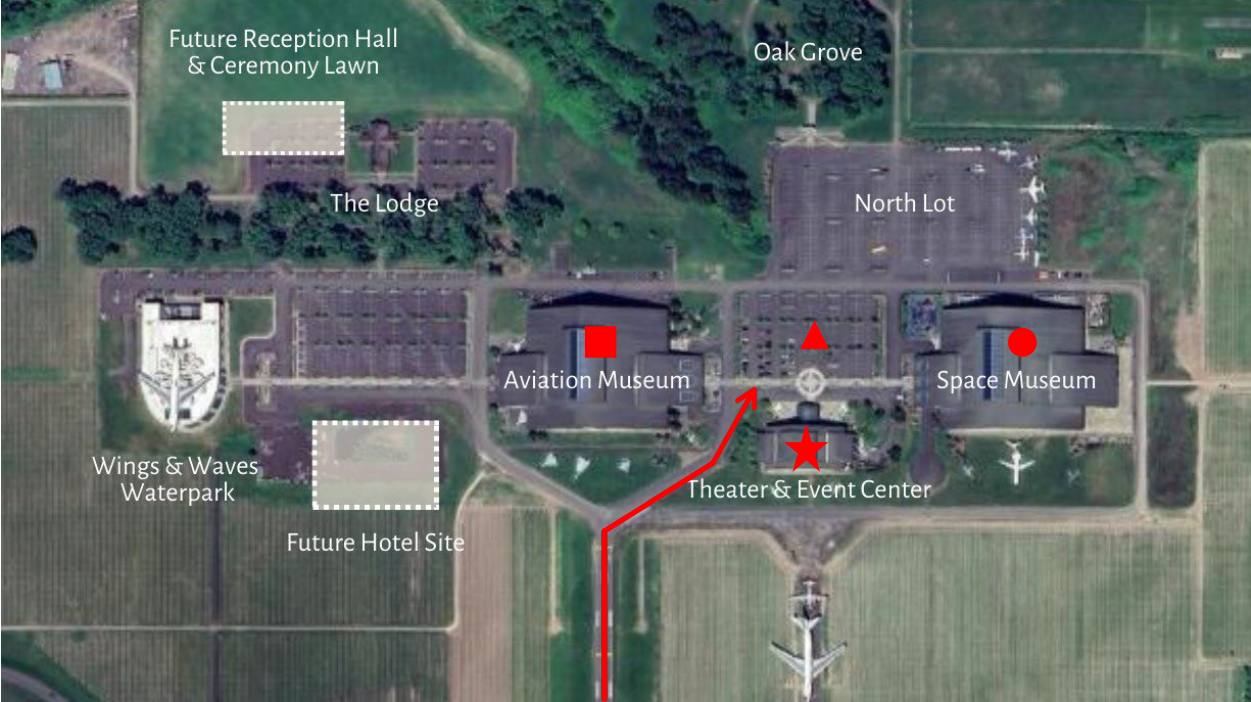 Future Reception Hall
& Ceremony Lawn
Oak Grove
The Lodge
North Lot
Aviation Museum
Space Museum
Wings & Waves
Waterpark
Theater & Event Center
Future Hotel Site